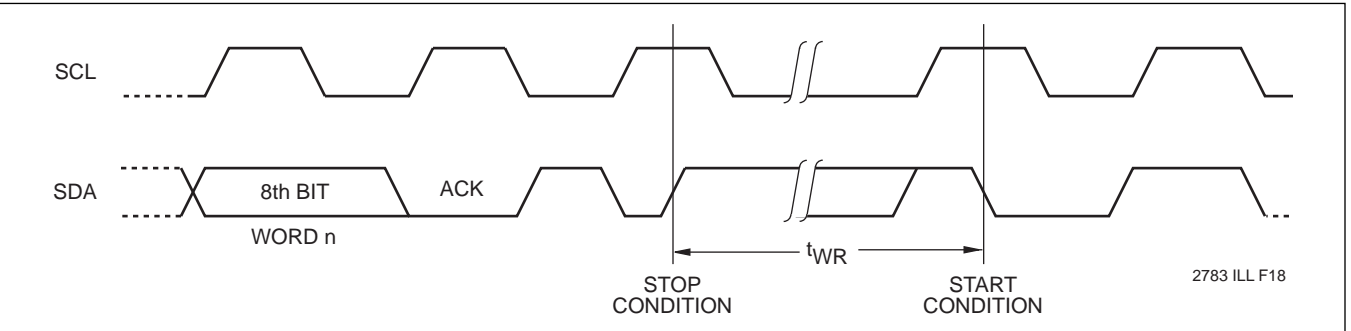 SCL
SDA
8th BIT
ACK
WORD n
tWR
STOP
CONDITION
START
CONDITION
2783 ILL F18